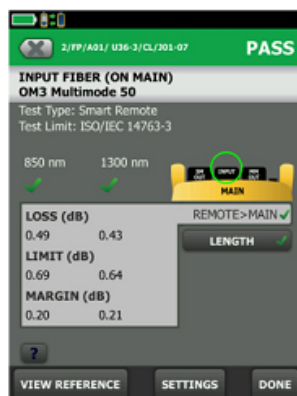 2/FP/A01/ U36-3/CL/J01-07
PASS
INPUT FIBER (ON MAIN)
OM3 Multimode 50
Test Type: Smart Remote
Test Limit: ISO/IEC 14763-3
850 nm 1300 nm
SM OUT INPUT MM OUT
MAIN
LOSS (dB) REMOTE>MAIN
0.49 0.43
LENGTH
LIMIT (dB)
0.69 0.64
MARGIN (dB)
0.20 0.21
?
VIEW REFERENCE SETTINGS DONE